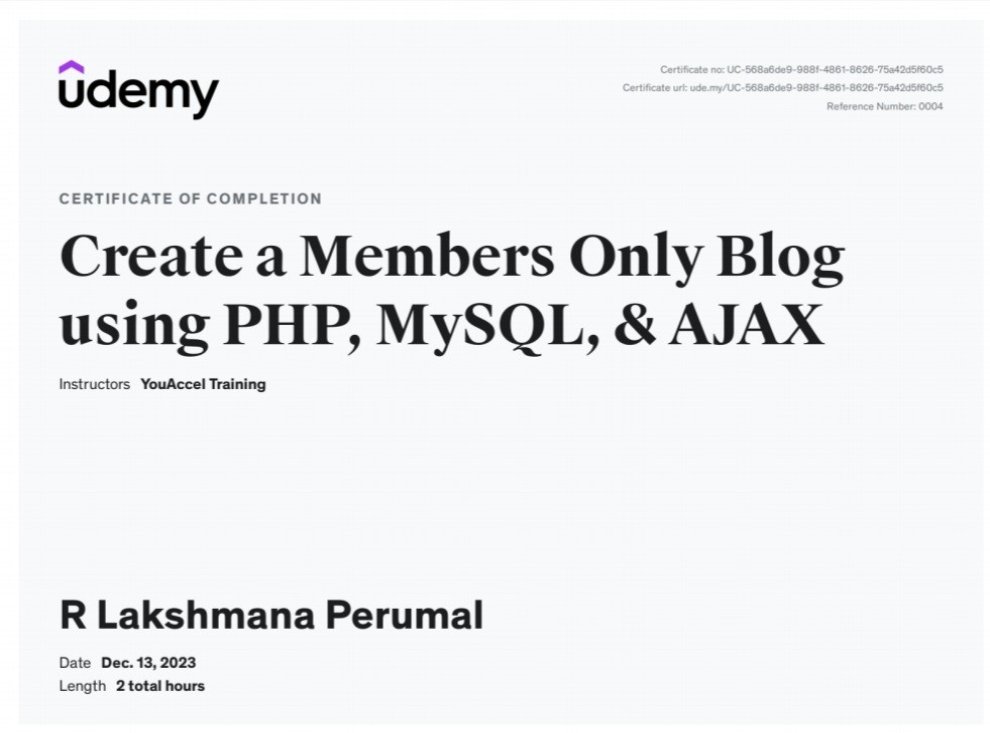 udemy
Certificate no: UC-568a6de9-988f-4861-8626-75a42d5f60c5
Certificate url: ude.my/UC-568a6de9-988f-4861-8626-75a42d5f60c5
Reference Number: 0004
CERTIFICATE OF COMPLETION
Create a Members Only Blog
using PHP, MySQL, & AJAX
Instructors YouAccel Training
R Lakshmana Perumal
Date Dec. 13, 2023
Length 2 total hours